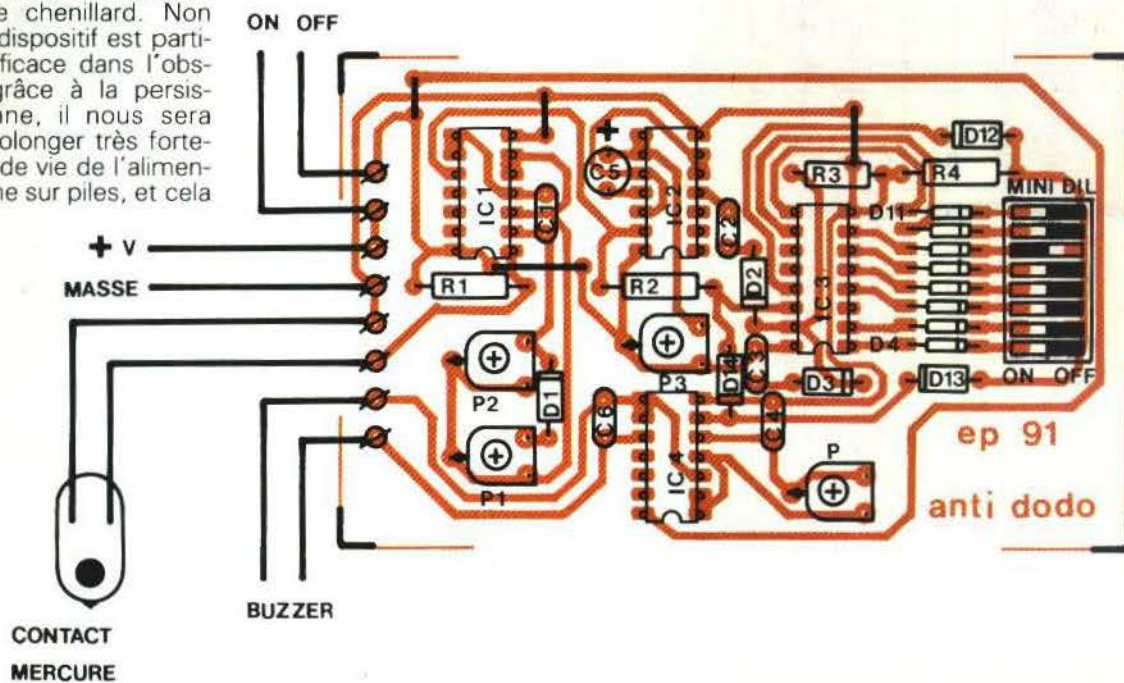 e chenillard. Non
dispositif est parti-
ficace dans l'obs-
grâce à la persis-
nne, il nous sera
olonger très forte-
de vie de l'alimen-
ne sur piles, et cela
ON OFF
+ V
MASSE
CONTACT
MERCURE
BUZZER
IC1
C1
R1
P2
D1
P1
+
C5
IC2
C2
R2
D2
P3
C6
D14
C3
IC4
C4
P
R3
R4
D12
MINI DIL
D11
IC3
D4
D3
D13
ON OFF
ep 91
anti dodo